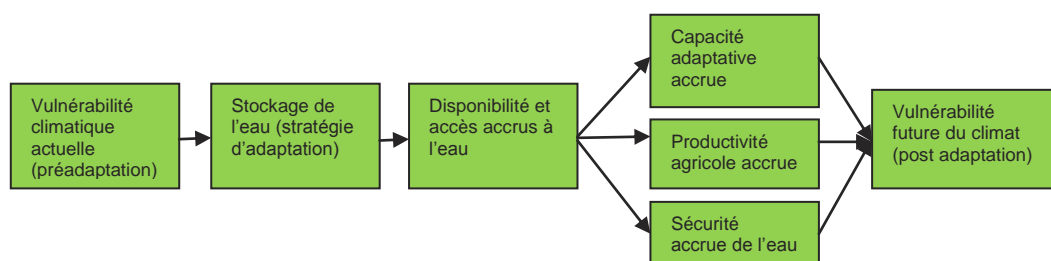 Vulnérabilité
climatique
actuelle
(préadaptation)
Stockage de
l'eau (stratégie
d'adaptation)
Disponibilité et
accès accrus à
l'eau
Capacité
adaptative
accrue
Productivité
agricole accrue
Sécurité
accrue de l'eau
Vulnérabilité
future du climat
(post adaptation)